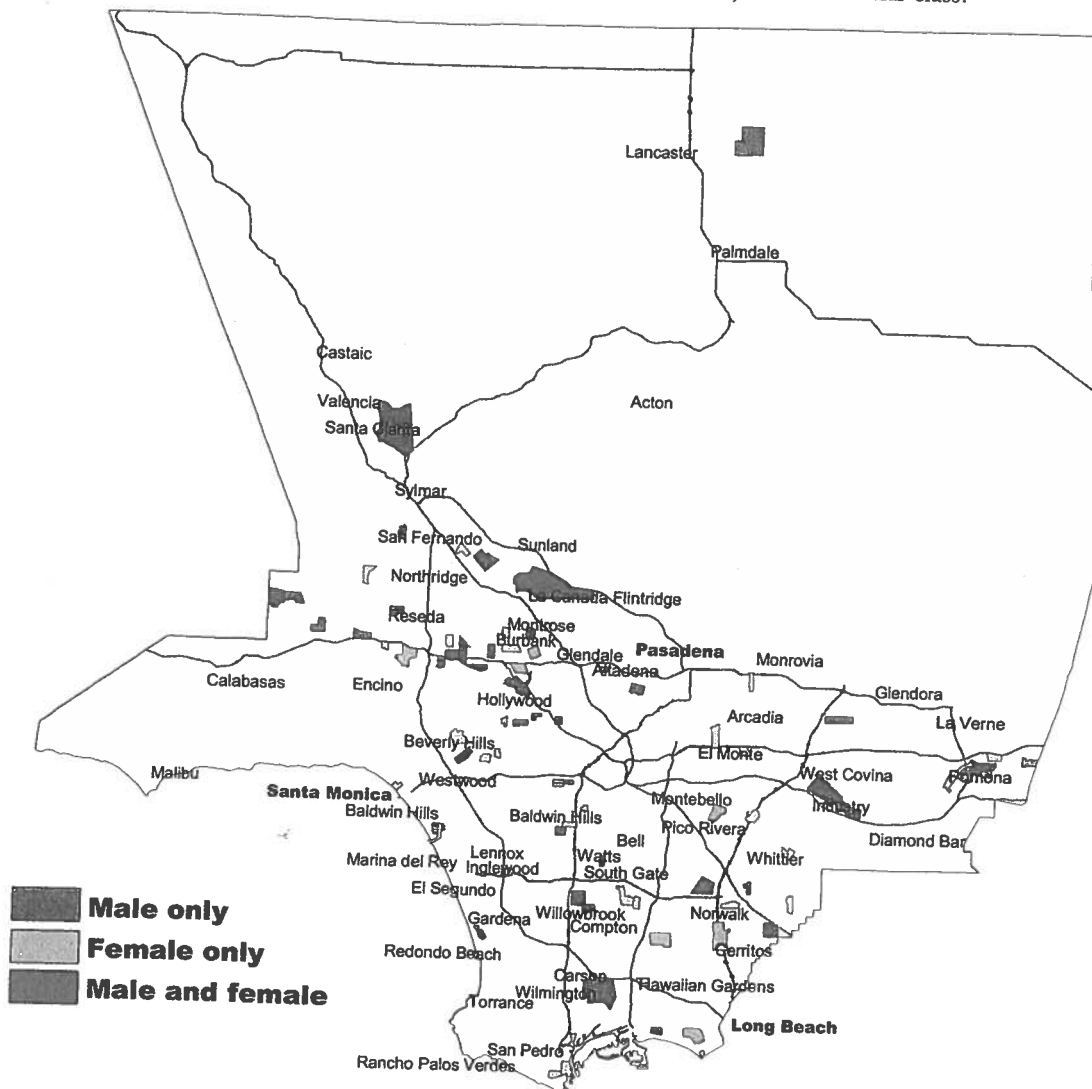 class.
Lancaster
Palmdale
Castaic
Valencia
Acton
Santa Clarita
Sylmar
San Fernando
Sunland
Northridge
La Canada Flintridge
Reseda
Montrose
Burbank
Pasadena
Glendale
Monrovia
Altadena
Calabasas
Encino
Glendora
Hollywood
Arcadia
La Verne
Beverly Hills
El Monte
Malibu
Westwood
West Covina
Pomona
Santa Monica
Montebello
Industry
Baldwin Hills
Baldwin Hills
Pico Rivera
Bell
Diamond Bar
Marina del Rey
Lennox
Watts
Whittier
Inglewood
South Gate
El Segundo
Male only
Gardena
Willowbrook
Norwalk
Compton
Female only
Redondo Beach
Cerritos
Male and female
Carson
Wilmington
Hawaiian Gardens
Torrance
Long Beach
San Pedro
Rancho Palos Verdes